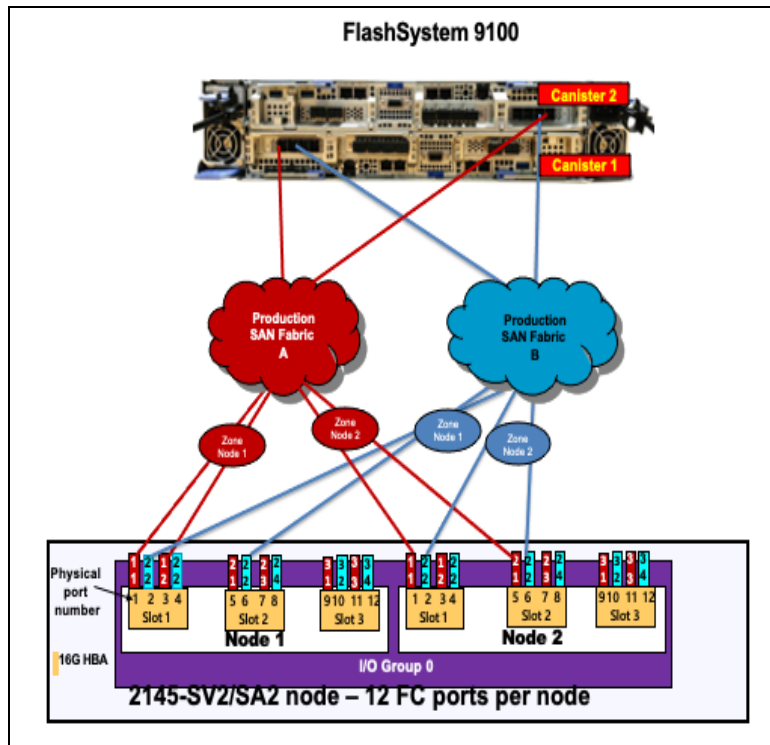 FlashSystem 9100
Canister 2
Canister 1
Production
SAN Fabric
A
Production
SAN Fabric
B
Zone
Node 1
Zone
Node 2
Zone
Node 1
Zone
Node 2
Physical
port
number
1 2 3 4
Slot 1
5 6 7 8
Slot 2
9 10 11 12
Slot 3
1 2 3 4
Slot 1
5 6 7 8
Slot 2
9 10 11 12
Slot 3
Node 1
Node 2
16G HBA
I/O Group 0
2145-SV2/SA2 node – 12 FC ports per node